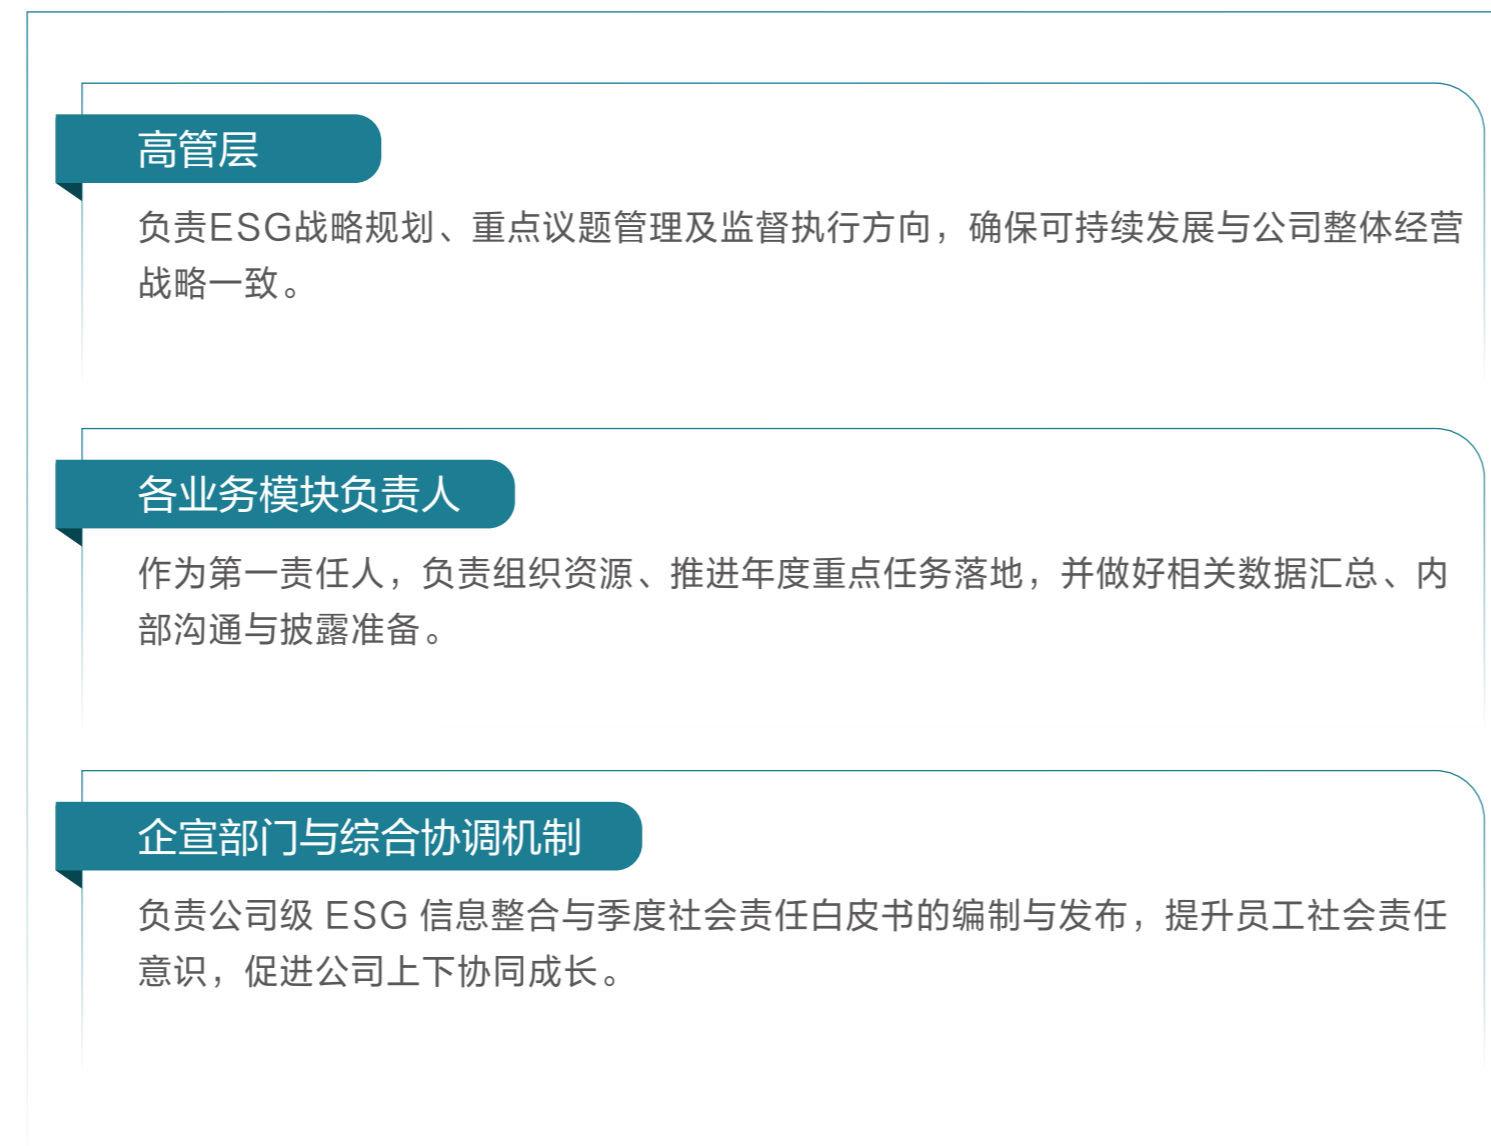 高管层
负责ESG战略规划、重点议题管理及监督执行方向，确保可持续发展与公司整体经营
战略一致。
各业务模块负责人
作为第一责任人，负责组织资源、推进年度重点任务落地，并做好相关数据汇总、内
部沟通与披露准备。
企宣部门与综合协调机制
负责公司级 ESG 信息整合与季度社会责任白皮书的编制与发布，提升员工社会责任
意识，促进公司上下协同成长。